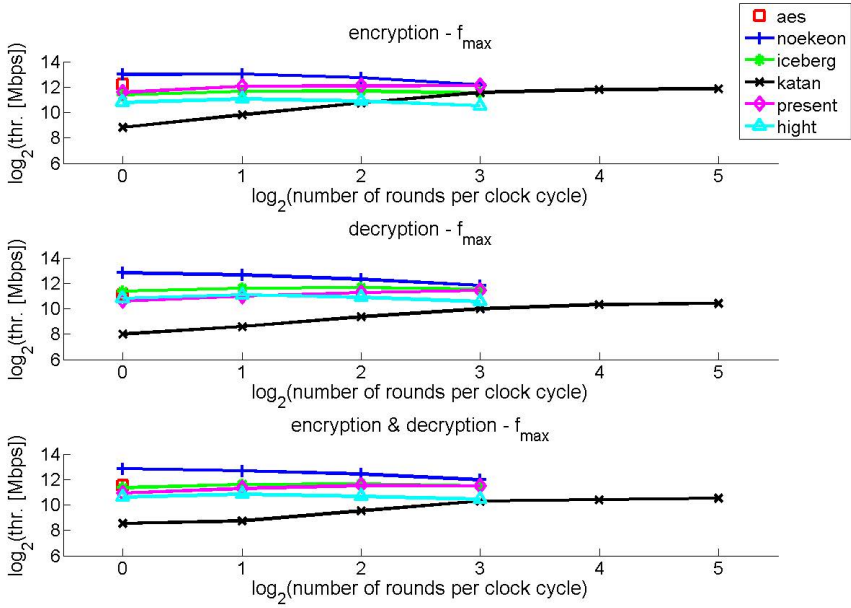 encryption - fmax
log2(thr. [Mbps])
14
12
10
8
6
0 1 2 3 4 5
log2(number of rounds per clock cycle)
aes
noekeon
iceberg
katan
present
hight
decryption - fmax
log2(thr. [Mbps])
14
12
10
8
6
0 1 2 3 4 5
log2(number of rounds per clock cycle)
encryption & decryption - fmax
log2(thr. [Mbps])
14
12
10
8
6
0 1 2 3 4 5
log2(number of rounds per clock cycle)